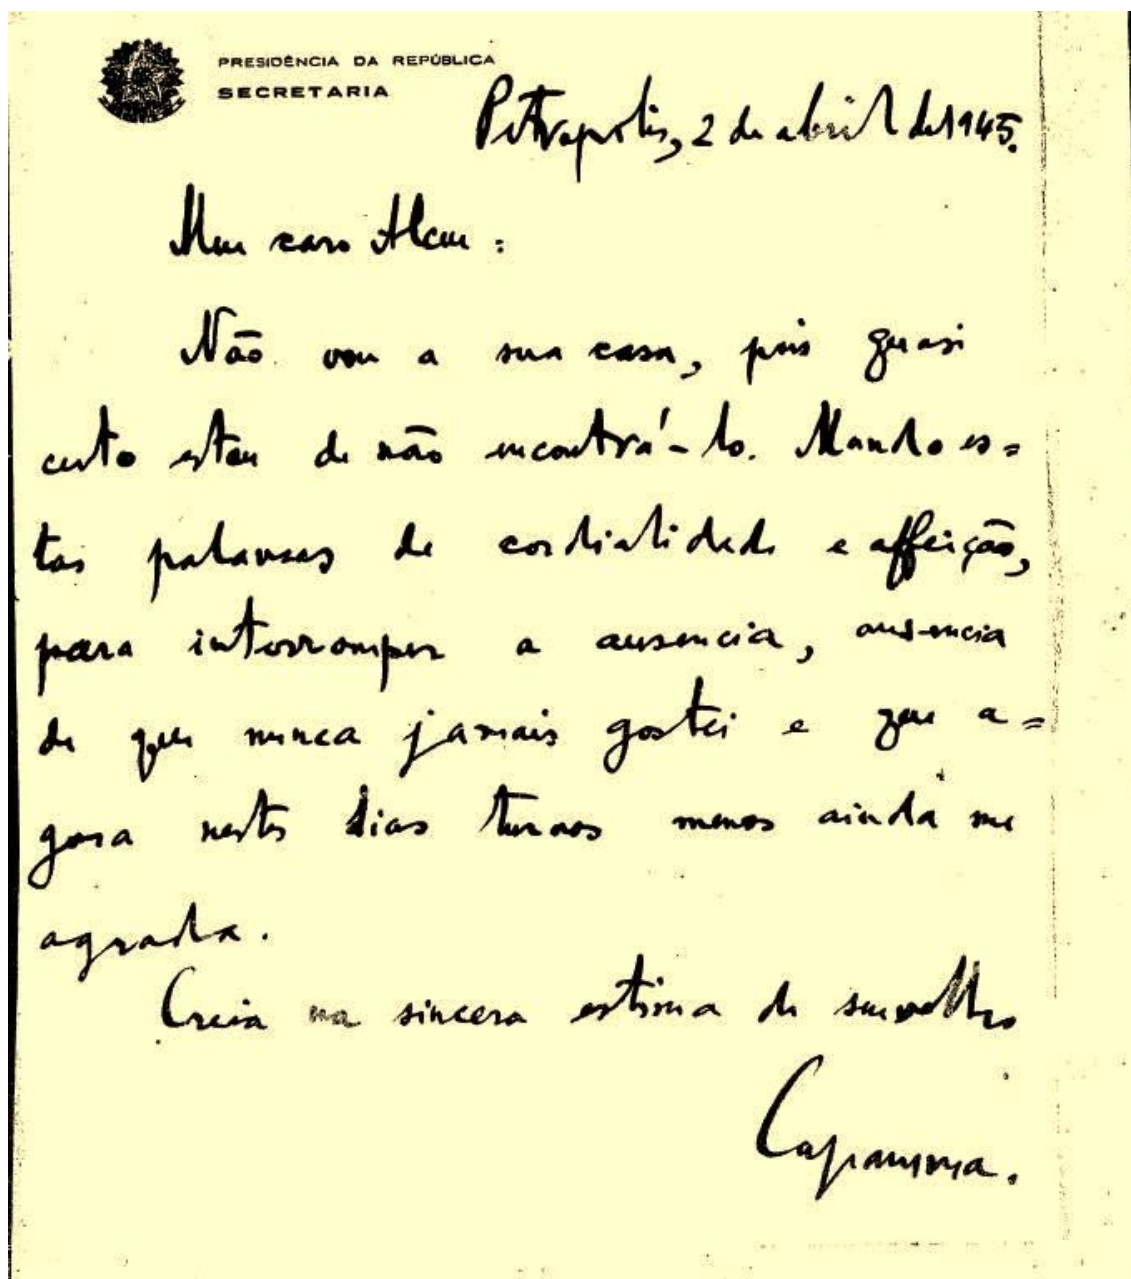 PRESIDÊNCIA DA REPÚBLICA
SECRETARIA
Petropolis, 2 de abril de 1945.
Meu caro Alceu :
Não vou a sua casa, pois quasi
certo estou de não encontrá-lo. Mando es=
tas palavras de cordialidade e affeição,
para interromper a ausencia, ausencia
de que nunca jamais gostei e que a=
gora nestes dias turvos menos ainda me
agrada.
Creia na sincera estima do seu velho
Capanema.